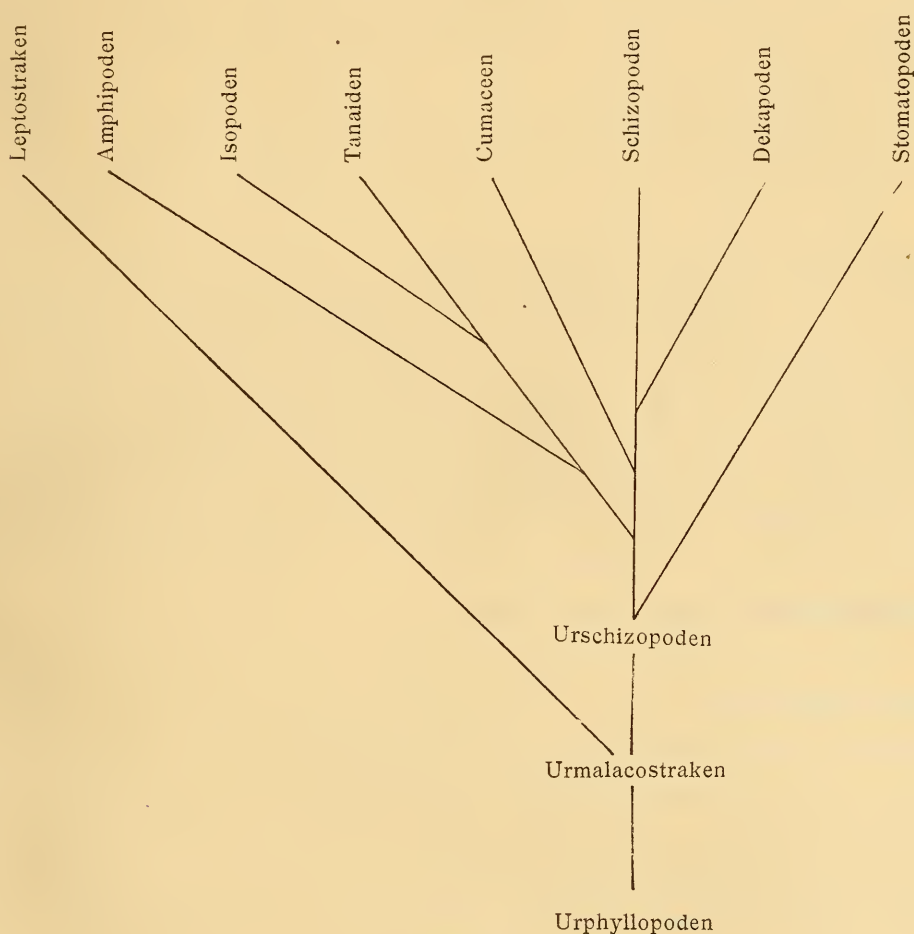 Leptostraken
Amphipoden
Isopoden
Tanaiden
Cumaceen
Schizopoden
Dekapoden
Stomatopoden
Urschizopoden
Urmalacostraken
Urphyllopoden